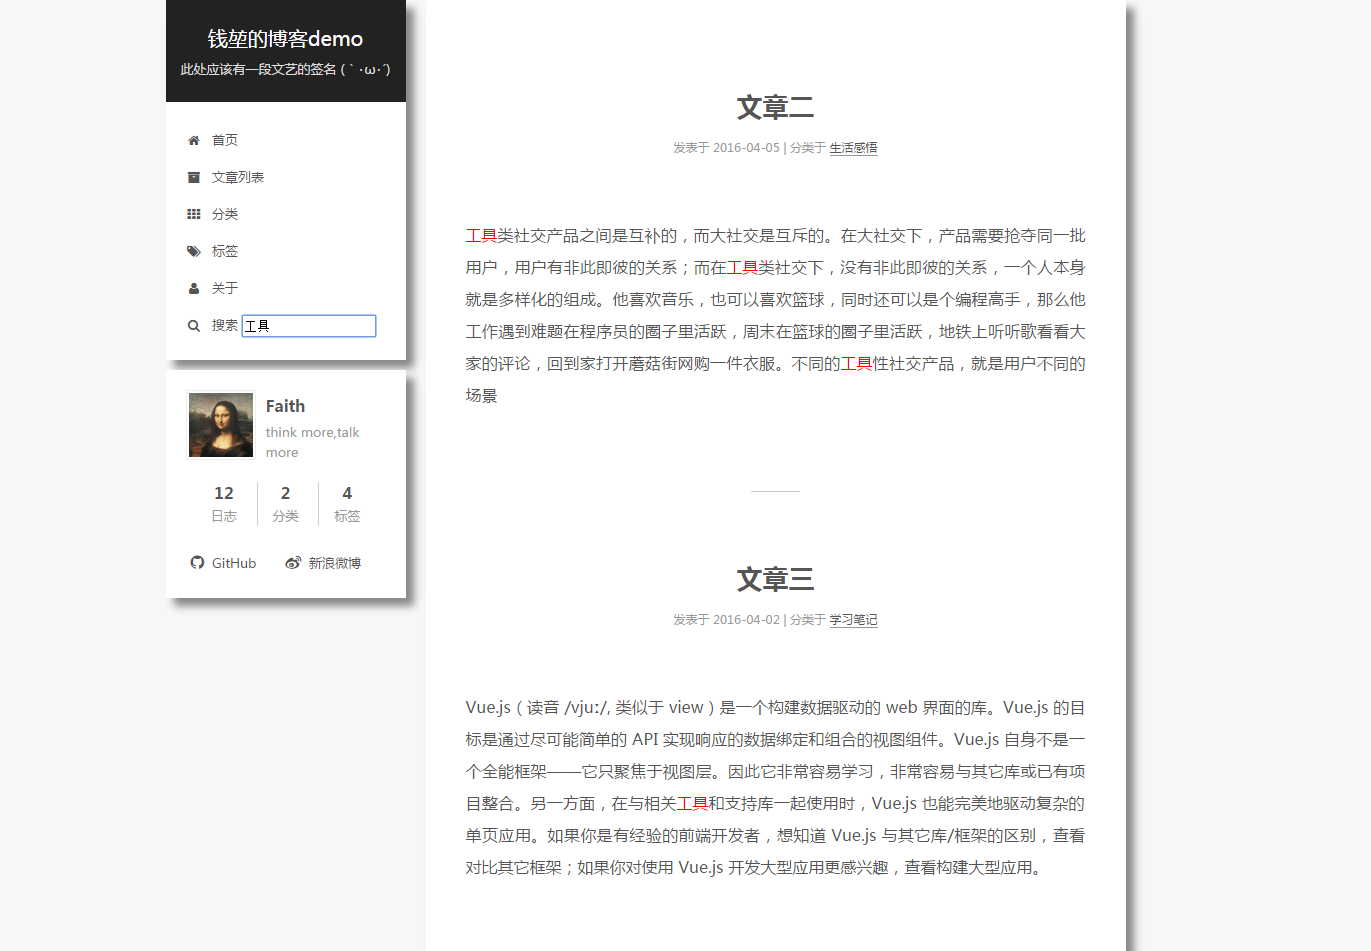 钱堃的博客demo
此处应该有一段文艺的签名 (｀･ω･´)
首页
文章列表
分类
标签
关于
搜索 工具
Faith
think more,talk
more
12 2 4
日志 分类 标签
GitHub 新浪微博
文章二
发表于 2016-04-05 | 分类于 生活感悟
工具类社交产品之间是互补的，而大社交是互斥的。在大社交下，产品需要抢夺同一批
用户，用户有非此即彼的关系；而在工具类社交下，没有非此即彼的关系，一个人本身
就是多样化的组成。他喜欢音乐，也可以喜欢篮球，同时还可以是个编程高手，那么他
工作遇到难题在程序员的圈子里活跃，周末在篮球的圈子里活跃，地铁上听听歌看看大
家的评论，回到家打开蘑菇街网购一件衣服。不同的工具性社交产品，就是用户不同的
场景
文章三
发表于 2016-04-02 | 分类于 学习笔记
Vue.js（读音 /vjuː/, 类似于 view）是一个构建数据驱动的 web 界面的库。Vue.js 的目
标是通过尽可能简单的 API 实现响应的数据绑定和组合的视图组件。Vue.js 自身不是一
个全能框架——它只聚焦于视图层。因此它非常容易学习，非常容易与其它库或已有项
目整合。另一方面，在与相关工具和支持库一起使用时，Vue.js 也能完美地驱动复杂的
单页应用。如果你是有经验的前端开发者，想知道 Vue.js 与其它库/框架的区别，查看
对比其它框架；如果你对使用 Vue.js 开发大型应用更感兴趣，查看构建大型应用。